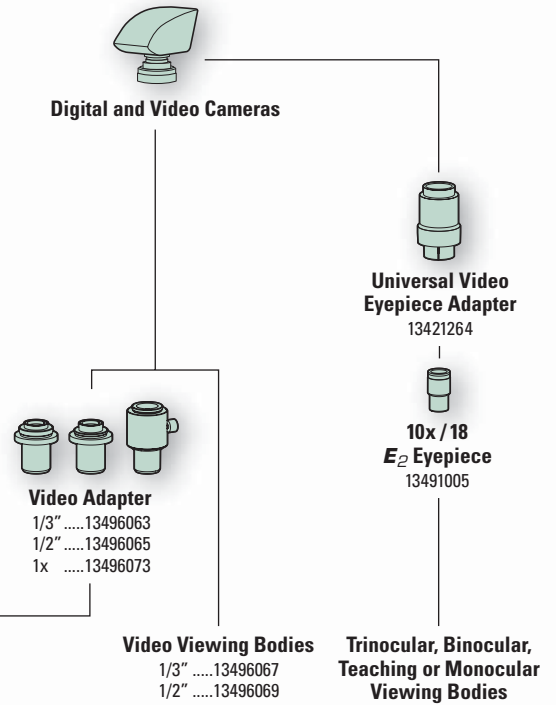 Digital and Video Cameras
Universal Video
Eyepiece Adapter
13421264
10x / 18
E2 Eyepiece
13491005
Video Adapter
1/3” .....13496063
1/2” .....13496065
1x .....13496073
Video Viewing Bodies
1/3” .....13496067
1/2” .....13496069
Trinocular, Binocular,
Teaching or Monocular
Viewing Bodies